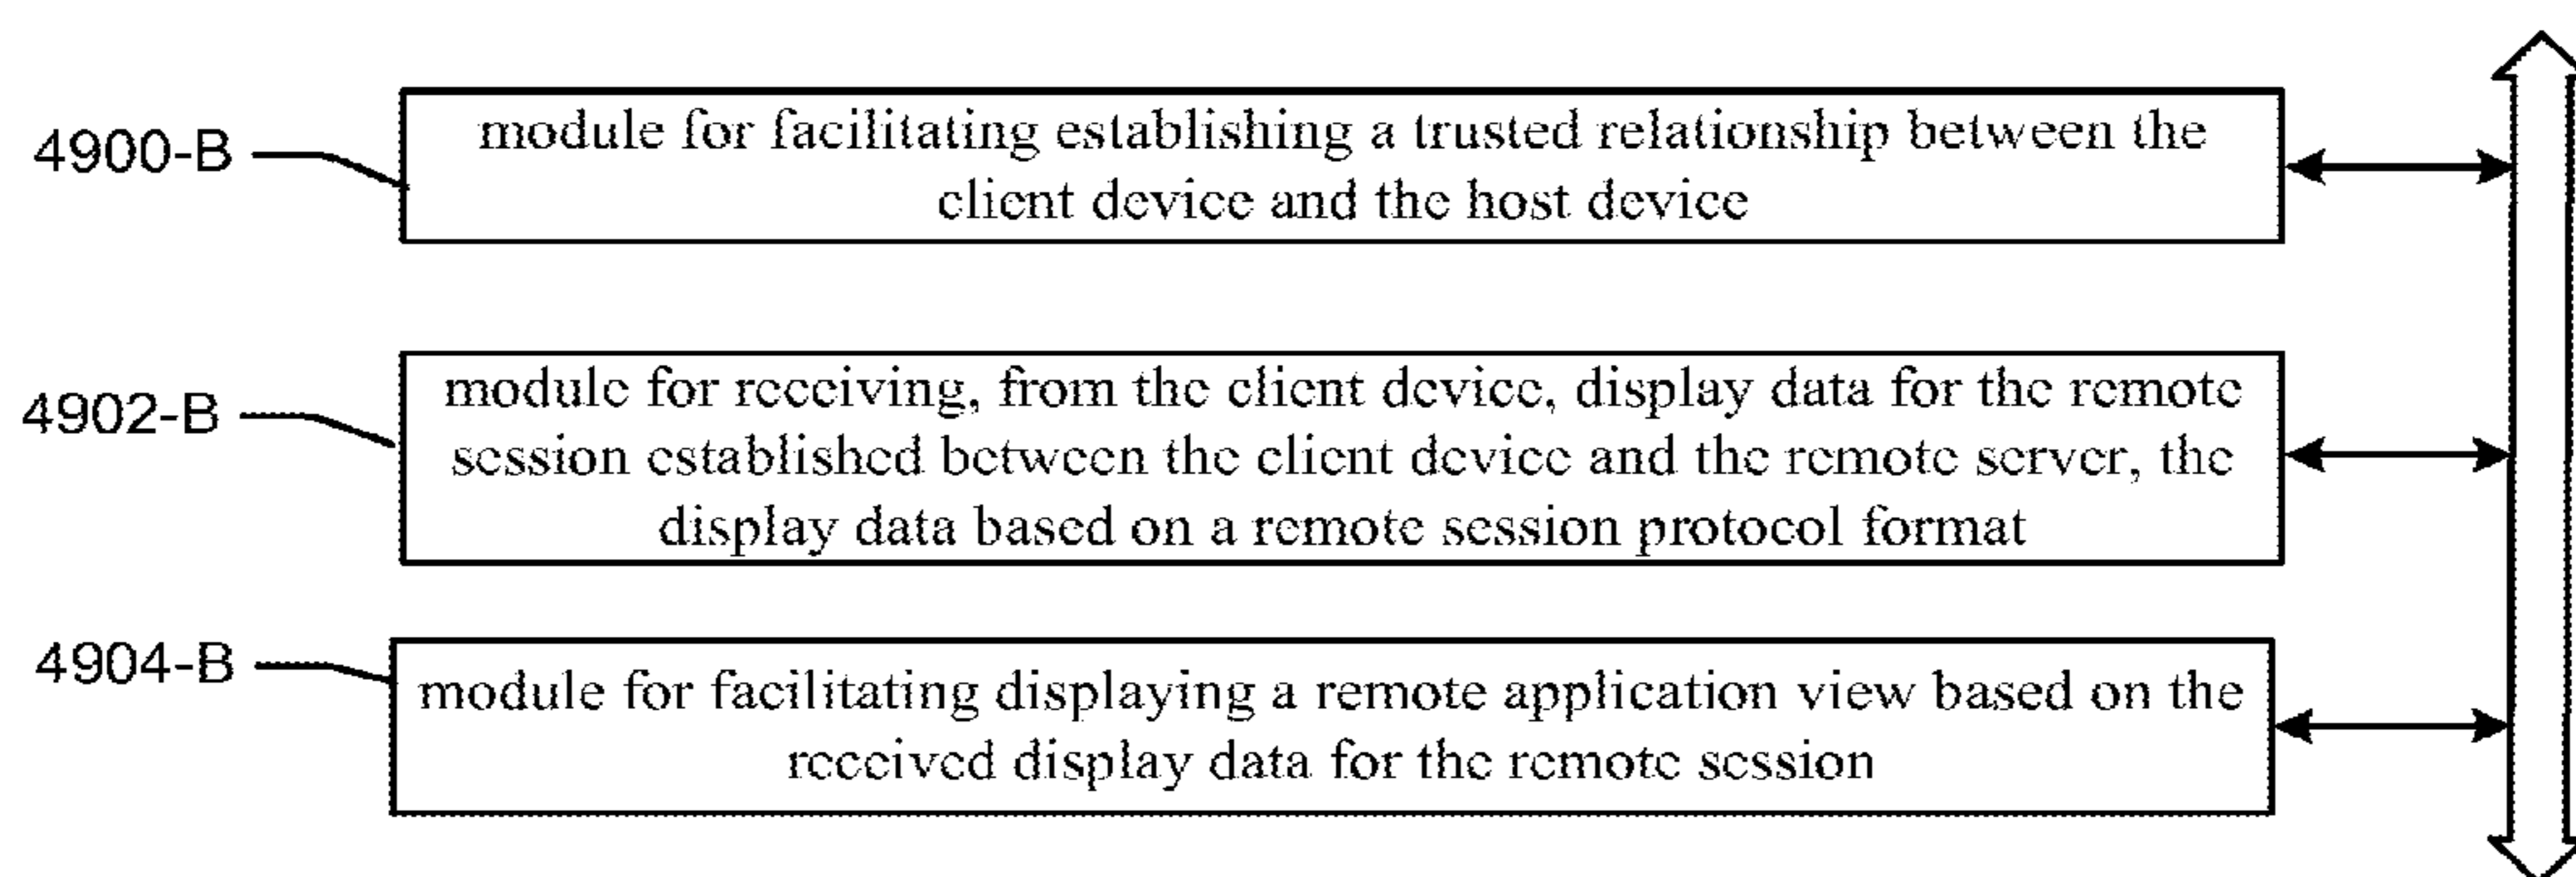 4900-B
module for facilitating establishing a trusted relationship between the
client device and the host device
4902-B
module for receiving, from the client device, display data for the remote
session established between the client device and the remote server, the
display data based on a remote session protocol format
4904-B
module for facilitating displaying a remote application view based on the
received display data for the remote session